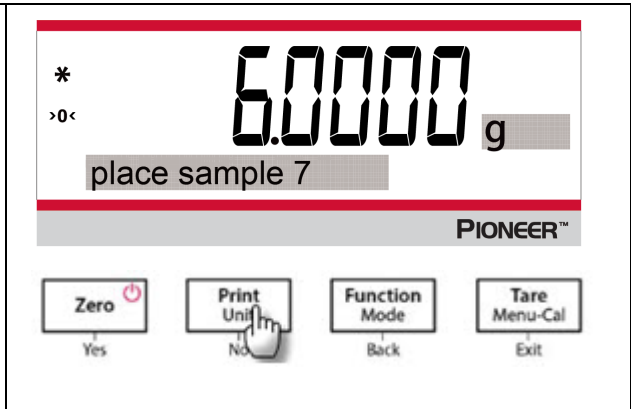 *
>0<
6.0000 g
place sample 7
PIONEER™
Zero
Yes
Print
Unit
No
Function
Mode
Back
Tare
Menu-Cal
Exit